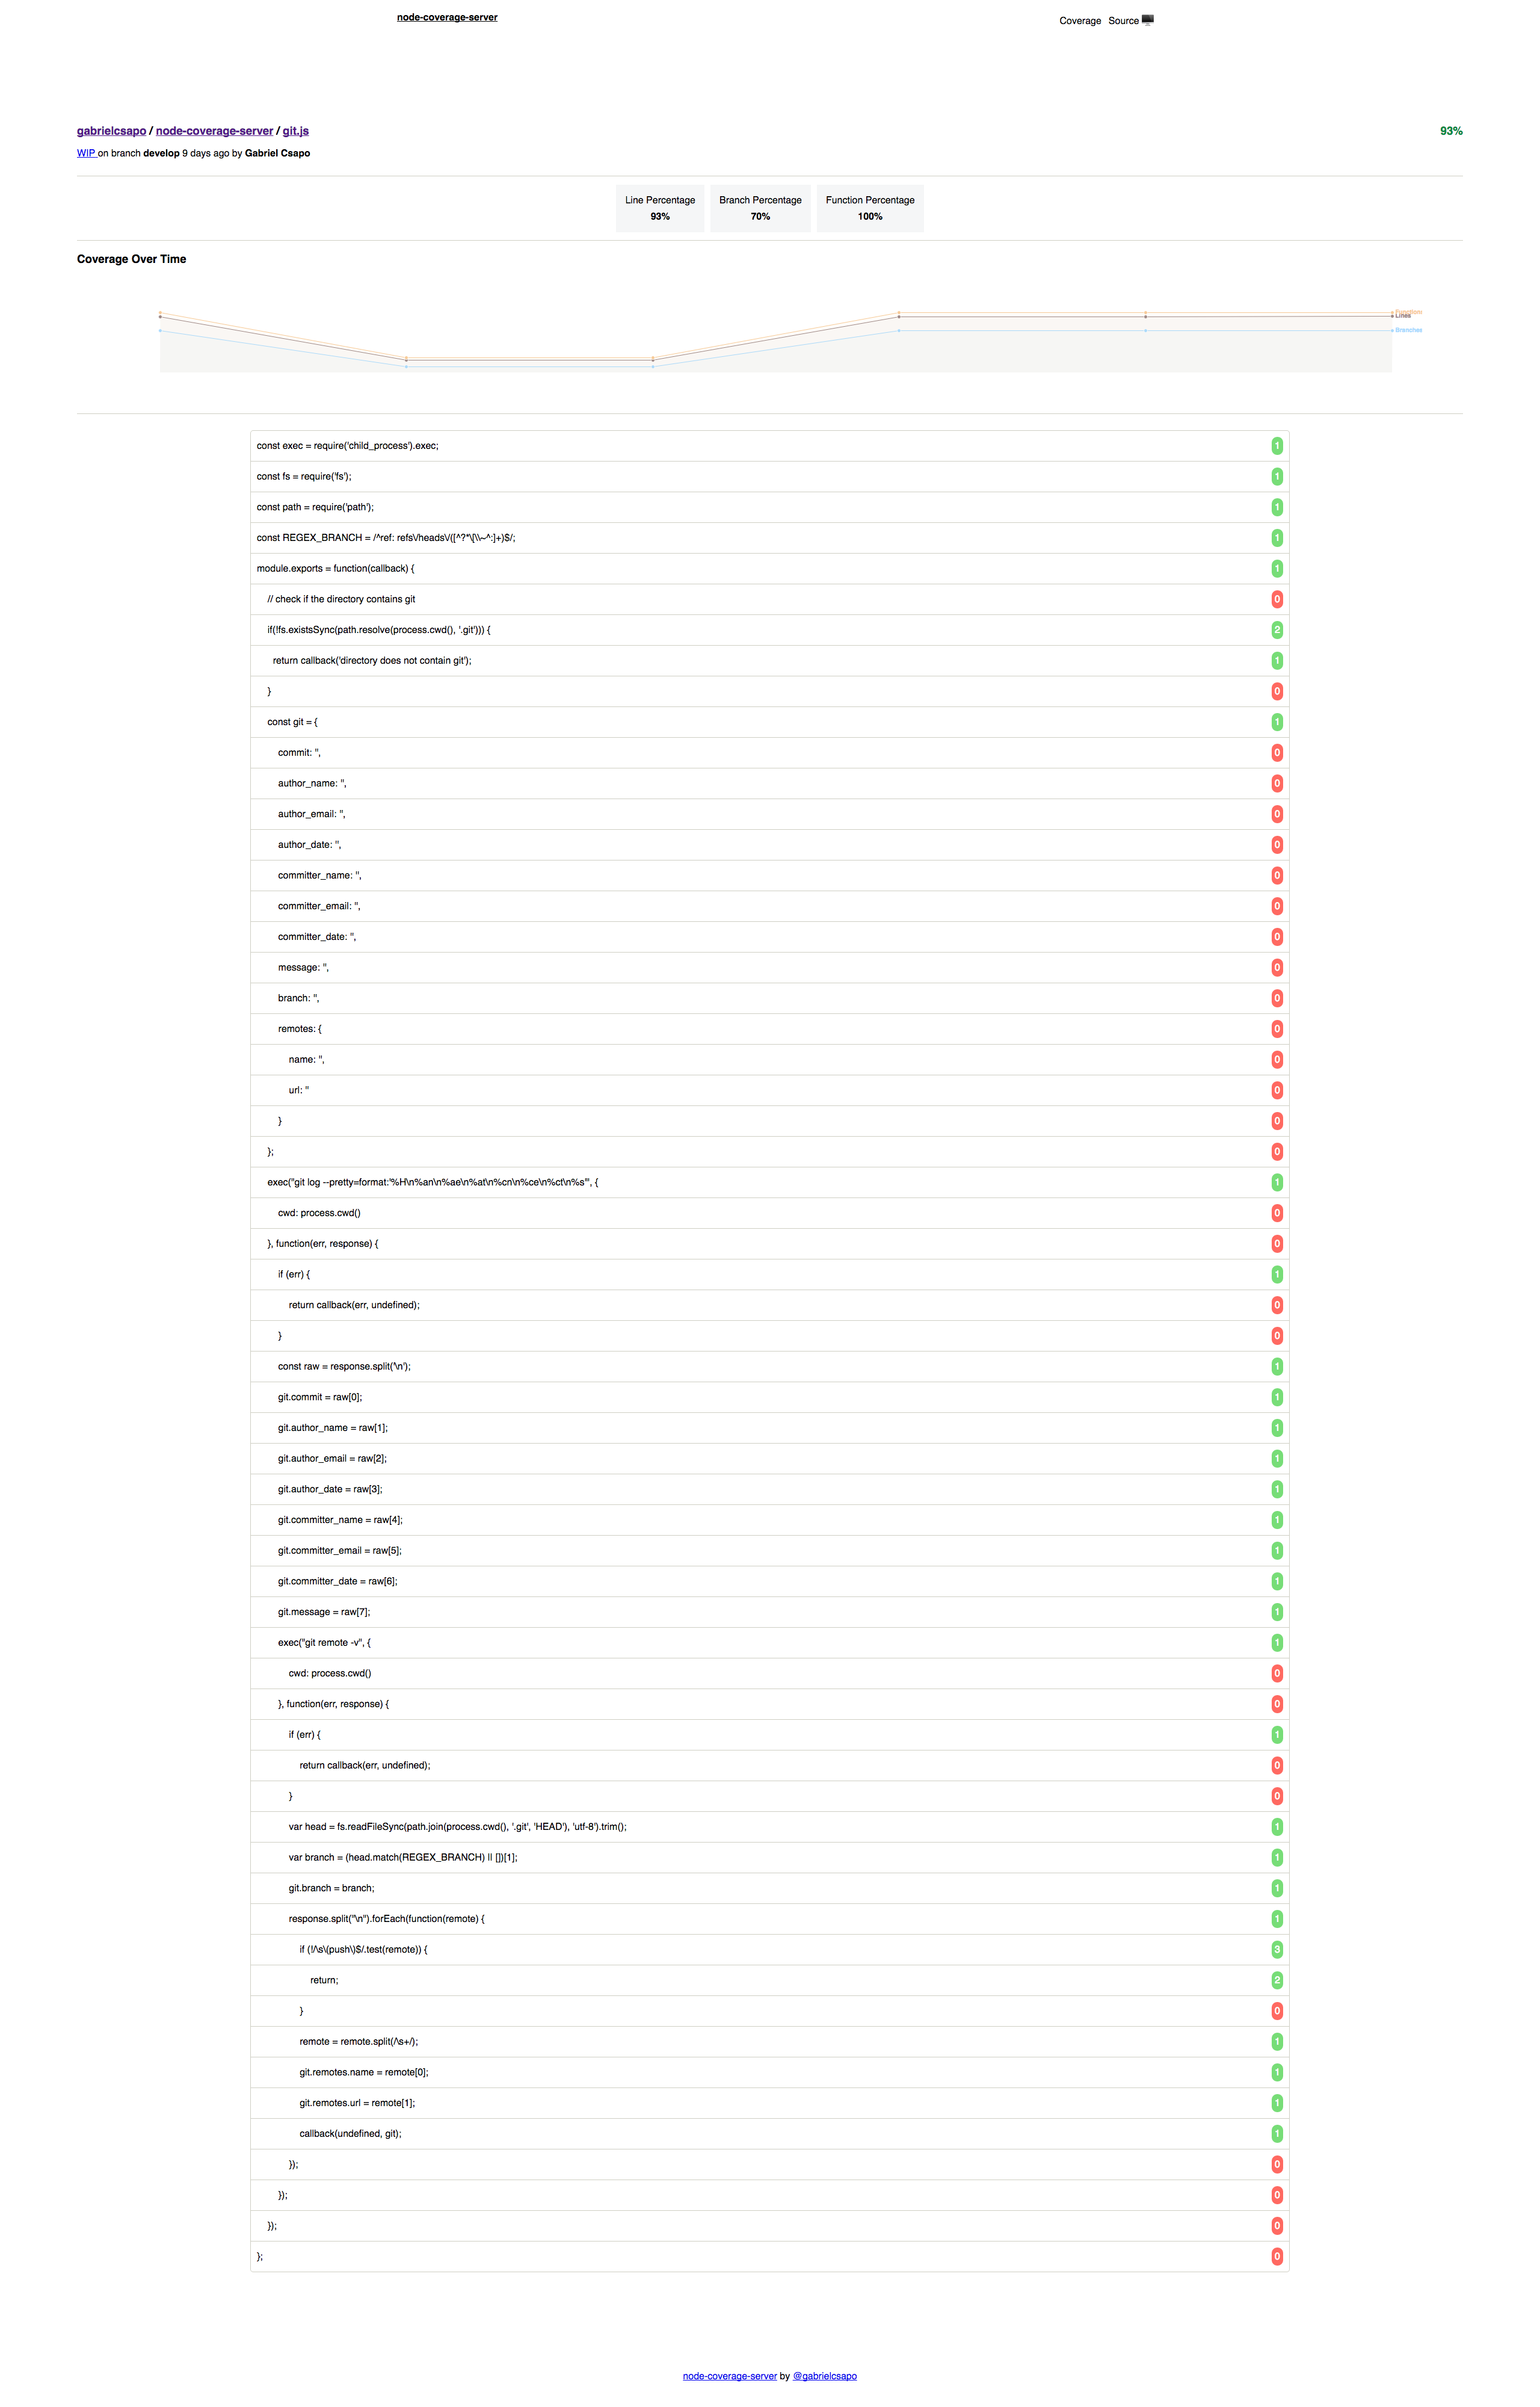 node-coverage-server
Coverage Source
gabrielcsapo / node-coverage-server / git.js 93%
WIP on branch develop 9 days ago by Gabriel Csapo
Line Percentage Branch Percentage Function Percentage
93% 70% 100%
Coverage Over Time
Lines
Branches
const exec = require('child_process').exec; 1
const fs = require('fs'); 1
const path = require('path'); 1
const REGEX_BRANCH = /^ref: refs\/heads\/([^?*\[\\~^:]+)$/; 1
module.exports = function(callback) { 1
// check if the directory contains git 0
if(!fs.existsSync(path.resolve(process.cwd(), '.git'))) { 2
return callback('directory does not contain git'); 1
} 0
const git = { 1
commit: '', 0
author_name: '', 0
author_email: '', 0
author_date: '', 0
committer_name: '', 0
committer_email: '', 0
committer_date: '', 0
message: '', 0
branch: '', 0
remotes: { 0
name: '', 0
url: '' 0
} 0
}; 0
exec("git log --pretty=format:'%H\n%an\n%ae\n%at\n%cn\n%ce\n%ct\n%s'", { 1
cwd: process.cwd() 0
}, function(err, response) { 0
if (err) { 1
return callback(err, undefined); 0
} 0
const raw = response.split('\n'); 1
git.commit = raw[0]; 1
git.author_name = raw[1]; 1
git.author_email = raw[2]; 1
git.author_date = raw[3]; 1
git.committer_name = raw[4]; 1
git.committer_email = raw[5]; 1
git.committer_date = raw[6]; 1
git.message = raw[7]; 1
exec("git remote -v", { 1
cwd: process.cwd() 0
}, function(err, response) { 0
if (err) { 1
return callback(err, undefined); 0
} 0
var head = fs.readFileSync(path.join(process.cwd(), '.git', 'HEAD'), 'utf-8').trim(); 1
var branch = (head.match(REGEX_BRANCH) || [])[1]; 1
git.branch = branch; 1
response.split("\n").forEach(function(remote) { 1
if (!/\s\(push\)$/.test(remote)) { 3
return; 2
} 0
remote = remote.split(/\s+/); 1
git.remotes.name = remote[0]; 1
git.remotes.url = remote[1]; 1
callback(undefined, git); 1
}); 0
}); 0
}); 0
}; 0
node-coverage-server by @gabrielcsapo